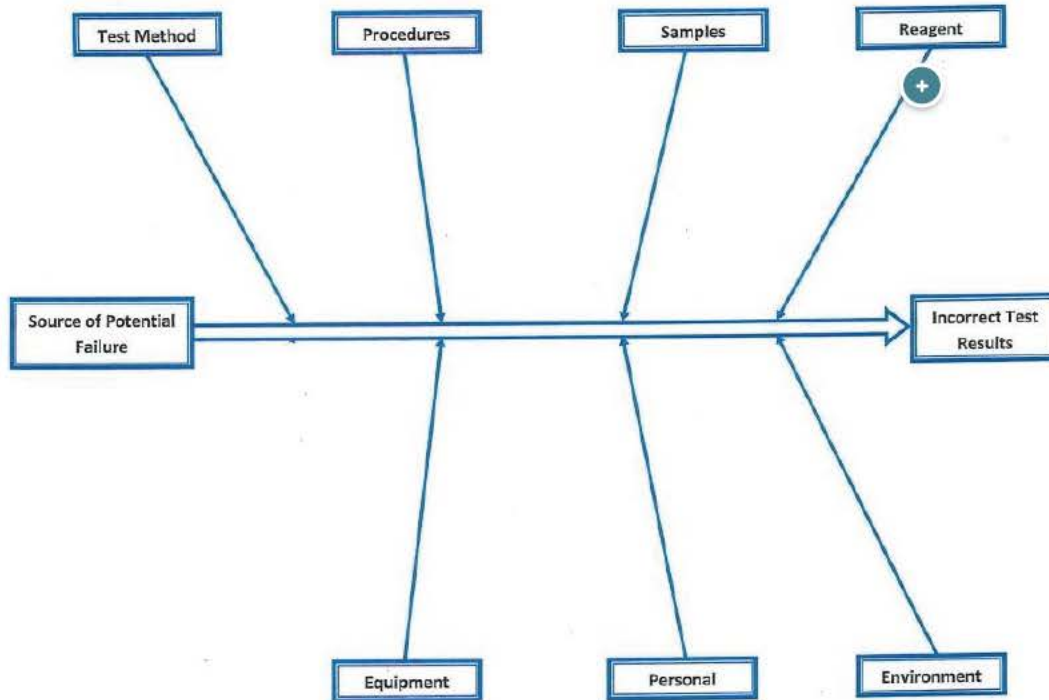 Test Method
Procedures
Samples
Reagent
+
Source of Potential
Failure
Incorrect Test
Results
Equipment
Personal
Environment